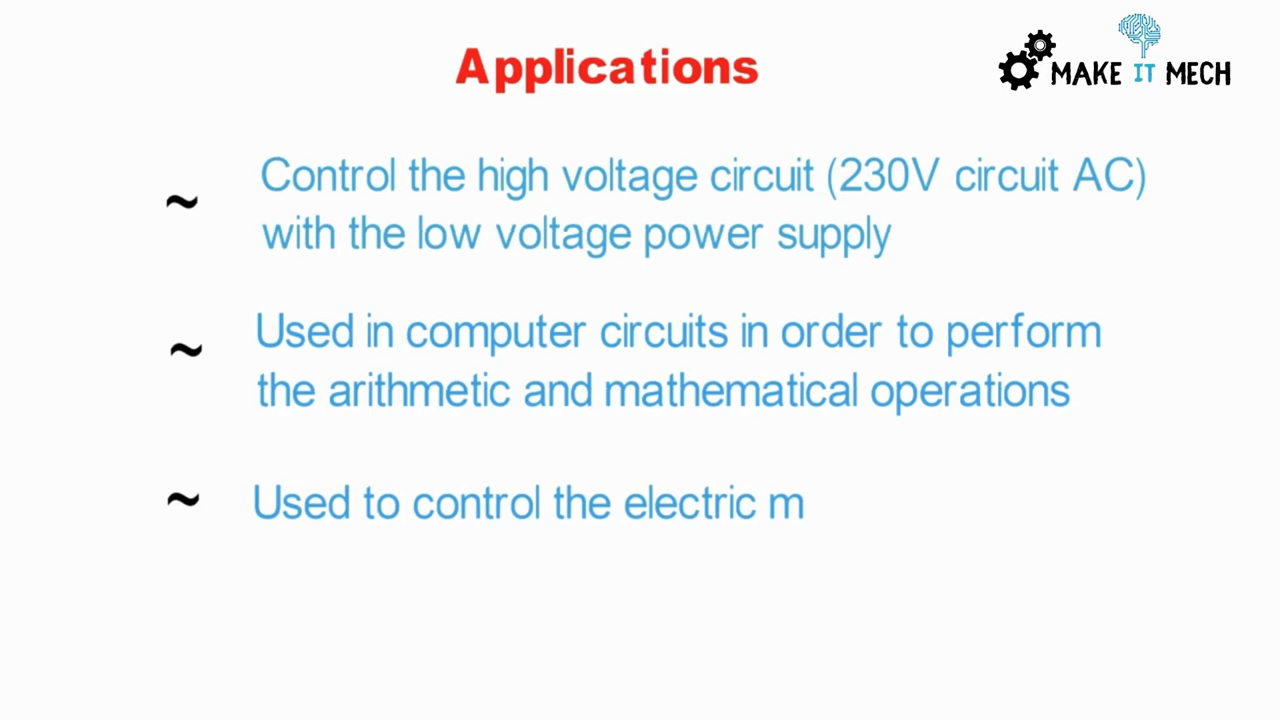 Applications
MAKE IT MECH
~ Control the high voltage circuit (230V circuit AC)
with the low voltage power supply
~ Used in computer circuits in order to perform
the arithmetic and mathematical operations
~ Used to control the electric m